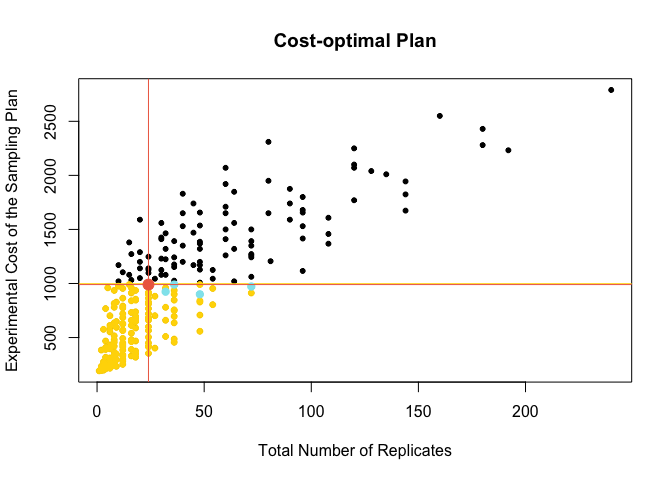 Cost-optimal Plan
Experimental Cost of the Sampling Plan
2500
2000
1500
1000
500
0 50 100 150 200
Total Number of Replicates